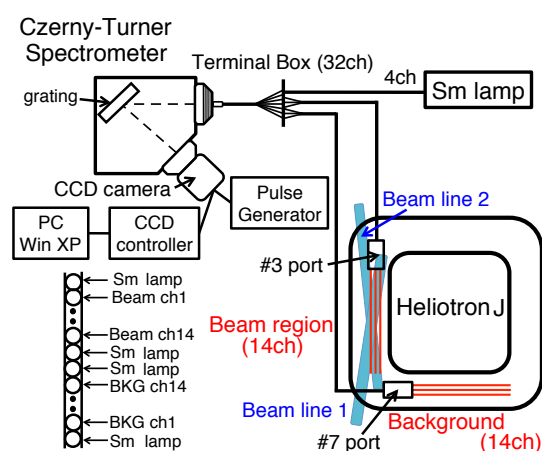 Czerny-Turner
Spectrometer
Terminal Box (32ch)
grating
4ch
Sm lamp
CCD camera
Pulse
Generator
Beam line 2
PC
Win XP
CCD
controller
#3 port
Sm lamp
Beam ch1
Beam ch14
Sm lamp
Sm lamp
BKG ch14
BKG ch1
Sm lamp
Heliotron J
Beam region
(14ch)
Beam line 1
#7 port
Background
(14ch)